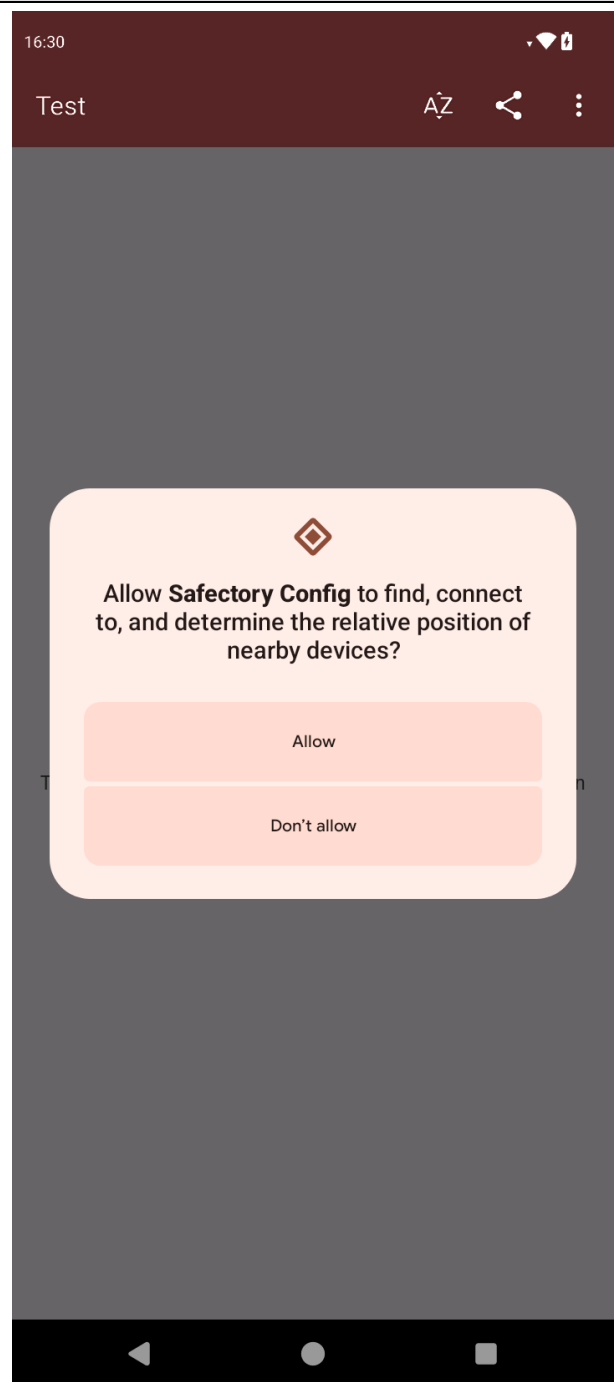 16:30
Test
AZ
Allow Safectory Config to find, connect
to, and determine the relative position of
nearby devices?
Allow
T n
Don't allow